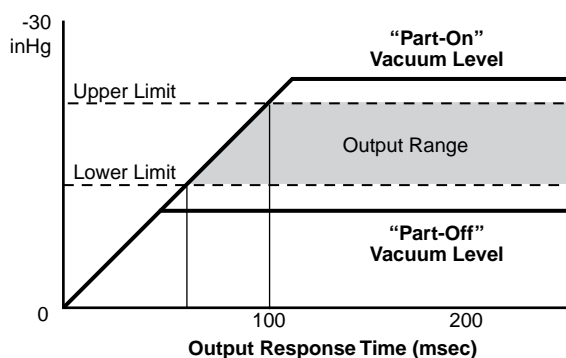 -30
inHg
“Part-On”
Vacuum Level
Upper Limit
Output Range
Lower Limit
“Part-Off”
Vacuum Level
0
100
200
Output Response Time (msec)